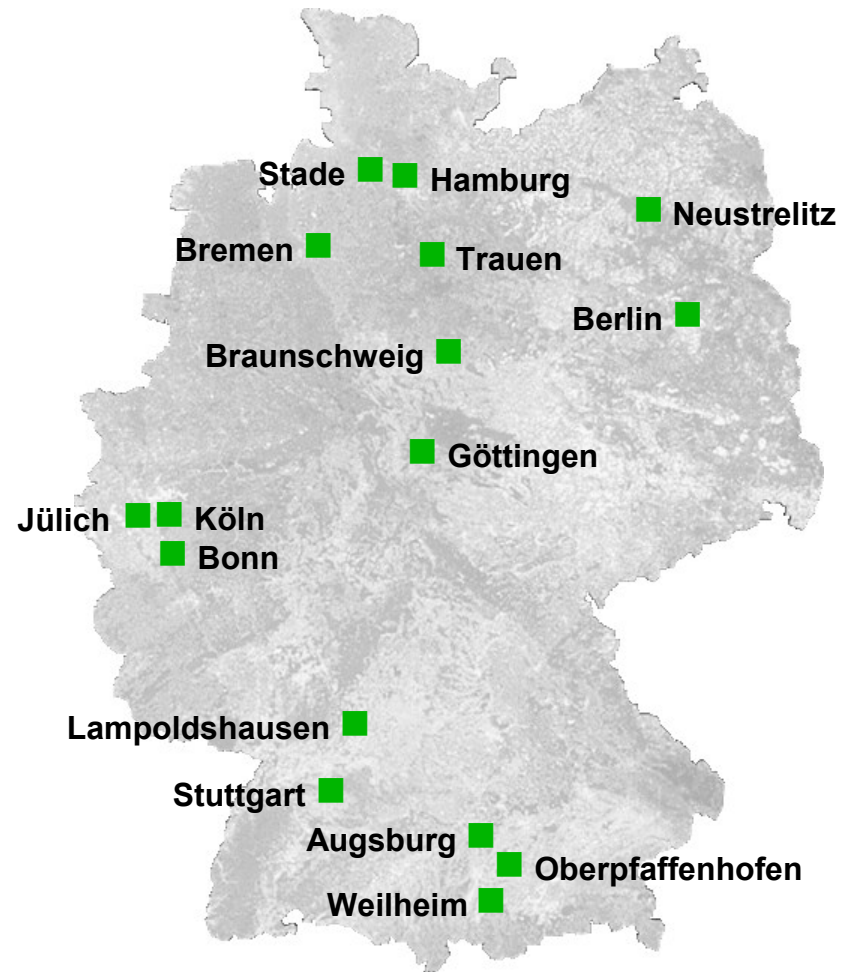 Stade
Hamburg
Neustrelitz
Bremen
Trauen
Berlin
Braunschweig
Göttingen
Jülich
Köln
Bonn
Lampoldshausen
Stuttgart
Augsburg
Oberpfaffenhofen
Weilheim